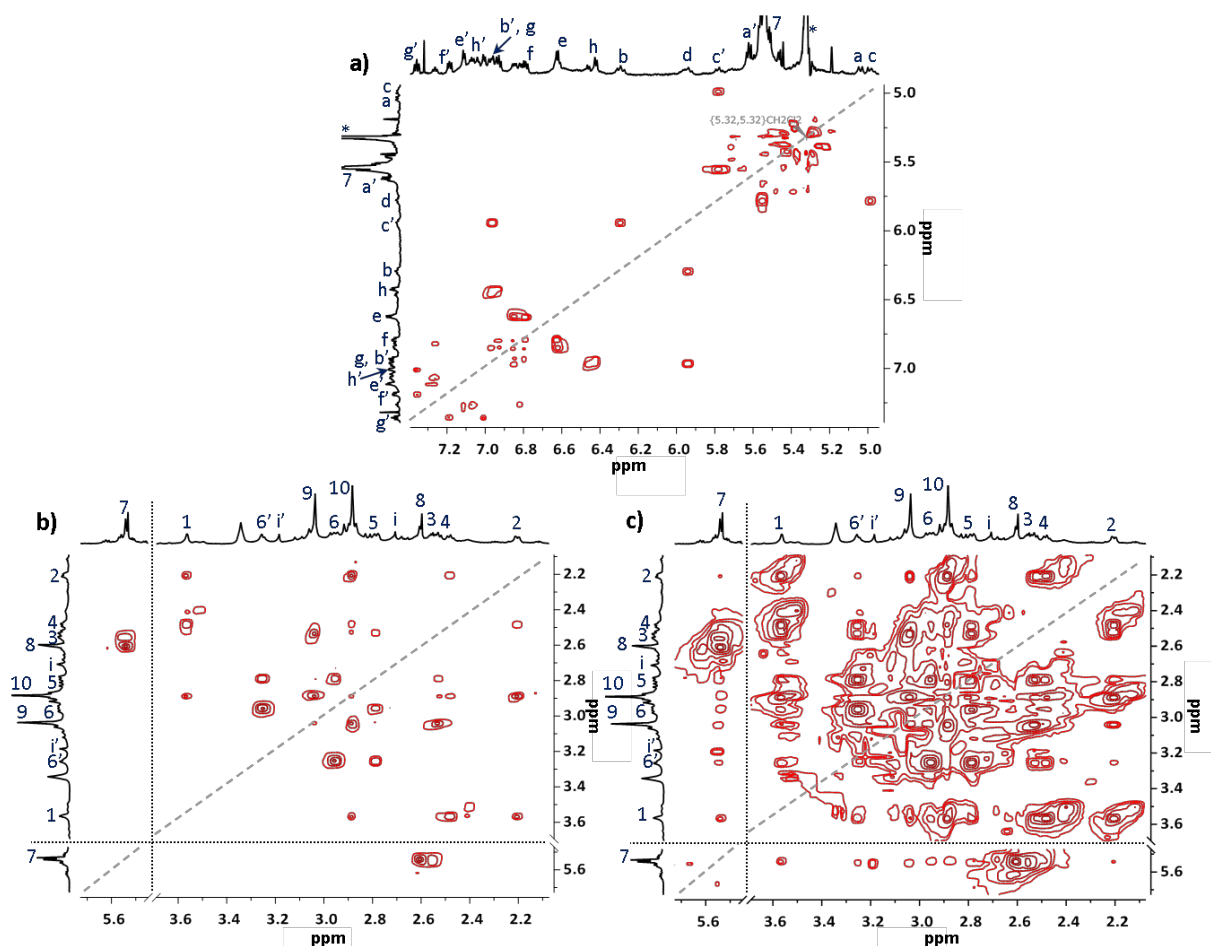 b’, g
7
g’ f’ e’ h’ f e h b d c’ a’ * a c
a)
c
a
*
7
a’
d
c’
b
h
e
f
g, b’
h’
e’
f’
g’
{5.32,5.32}CH2Cl2
5.0
5.5
6.0
6.5
7.0
ppm
7.2 7.0 6.8 6.6 6.4 6.2 6.0 5.8 5.6 5.4 5.2 5.0
ppm
b)
7 1 6’ i’ 9 6 10 5 i 8 3 4 2
2
4
3
8
i
5
10
6
9
i’
6’
1
7
2.2
2.4
2.6
2.8
3.0
3.2
3.4
3.6
5.6
ppm
5.6 3.6 3.4 3.2 3.0 2.8 2.6 2.4 2.2
ppm
c)
7 1 6’ i’ 9 6 10 5 i 8 3 4 2
2
4
3
8
i
5
10
6
9
i’
6’
1
7
2.2
2.4
2.6
2.8
3.0
3.2
3.4
3.6
5.6
ppm
5.6 3.6 3.4 3.2 3.0 2.8 2.6 2.4 2.2
ppm